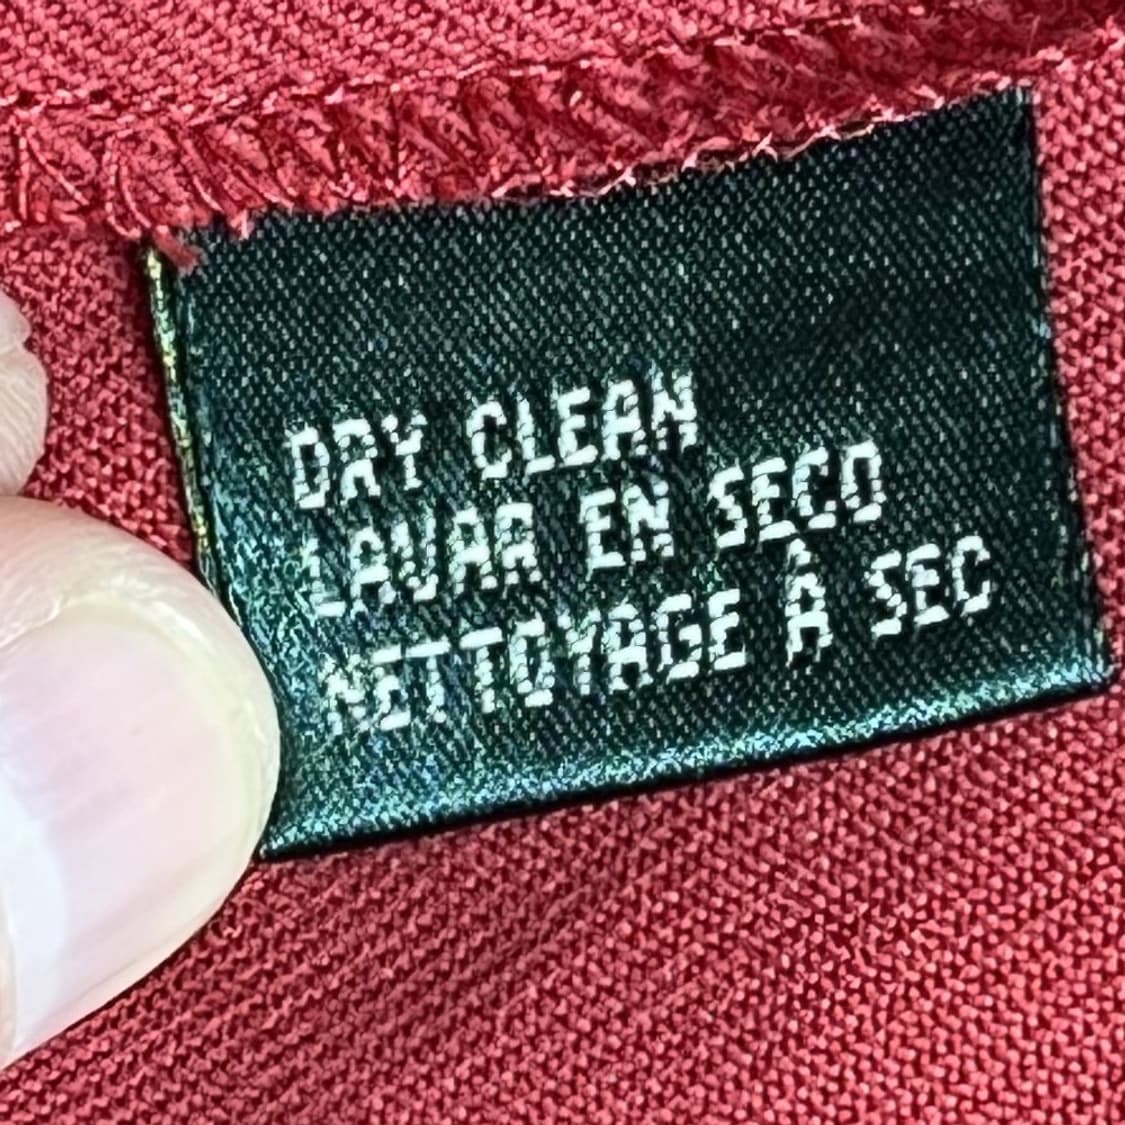 DRY CLEAN
LAVAR EN SECO
NETTOYAGE À SEC